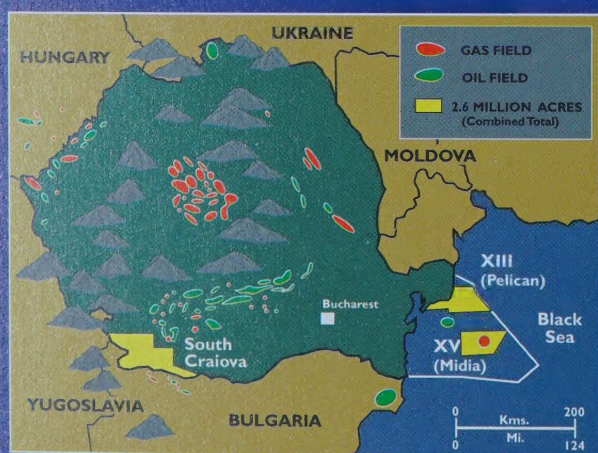 UKRAINE
HUNGARY
GAS FIELD
OIL FIELD
2.6 MILLION ACRES
(Combined Total)
MOLDOVA
XIII
(Pelican)
Bucharest
Black
Sea
South
Craiova
XV
(Midia)
YUGOSLAVIA
BULGARIA
0 200
Kms.
Mi.
0 124